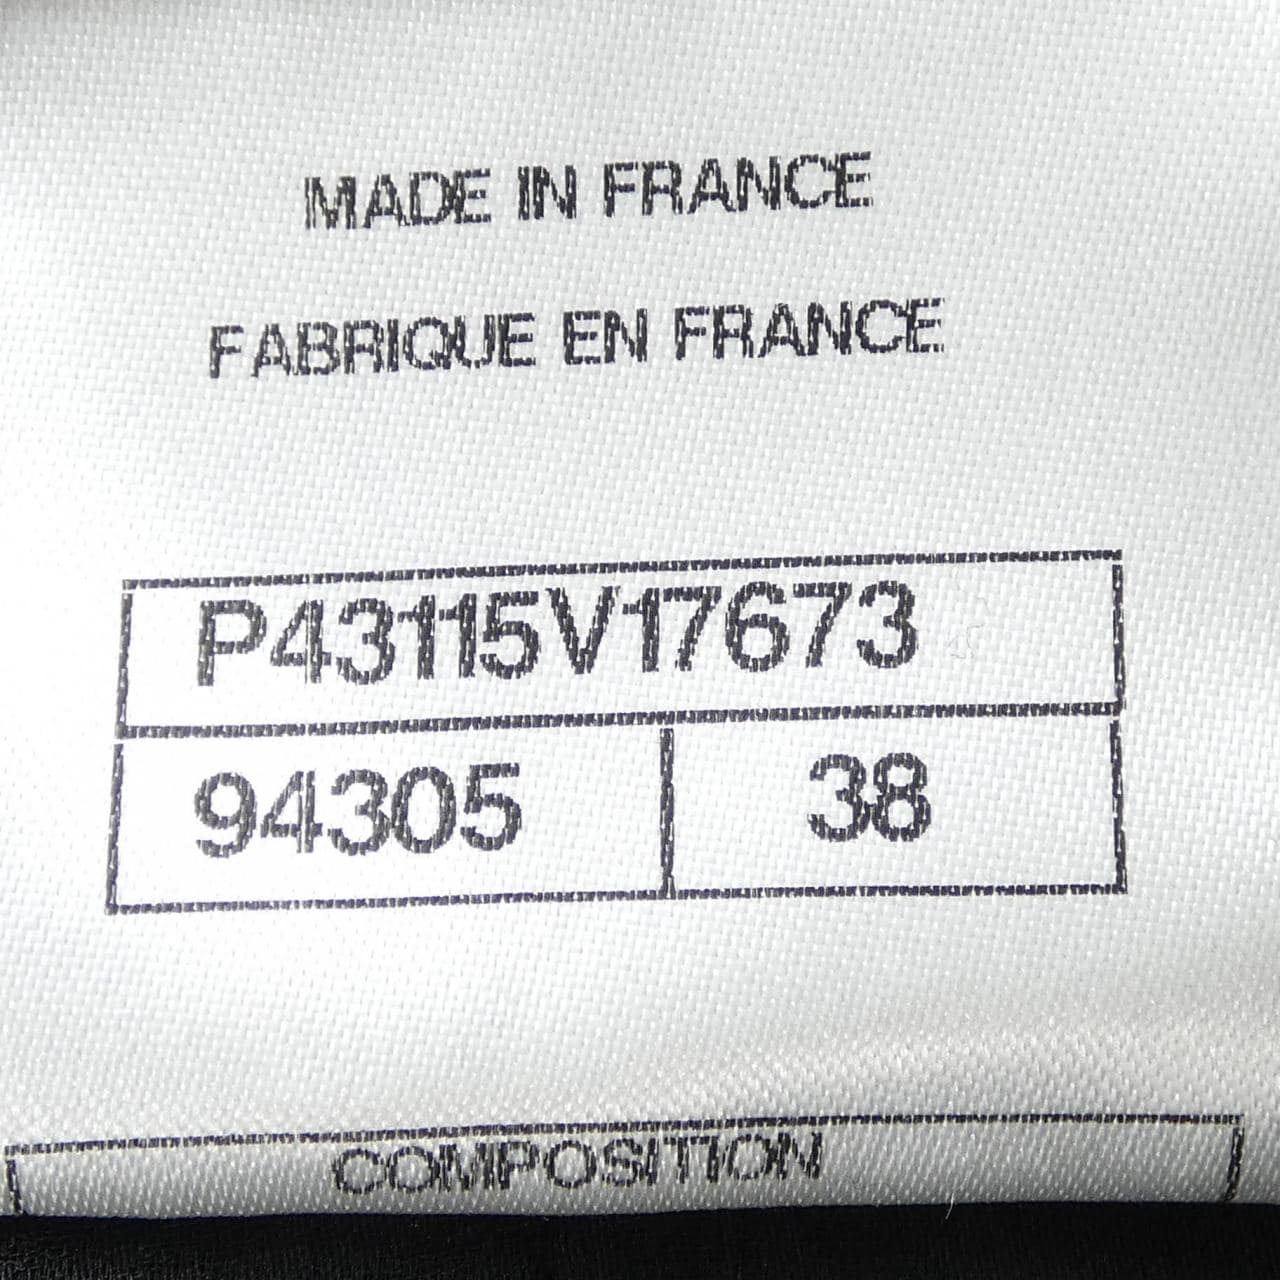 MADE IN FRANCE
FABRIQUE EN FRANCE
P43115V17673
94305 38
COMPOSITION